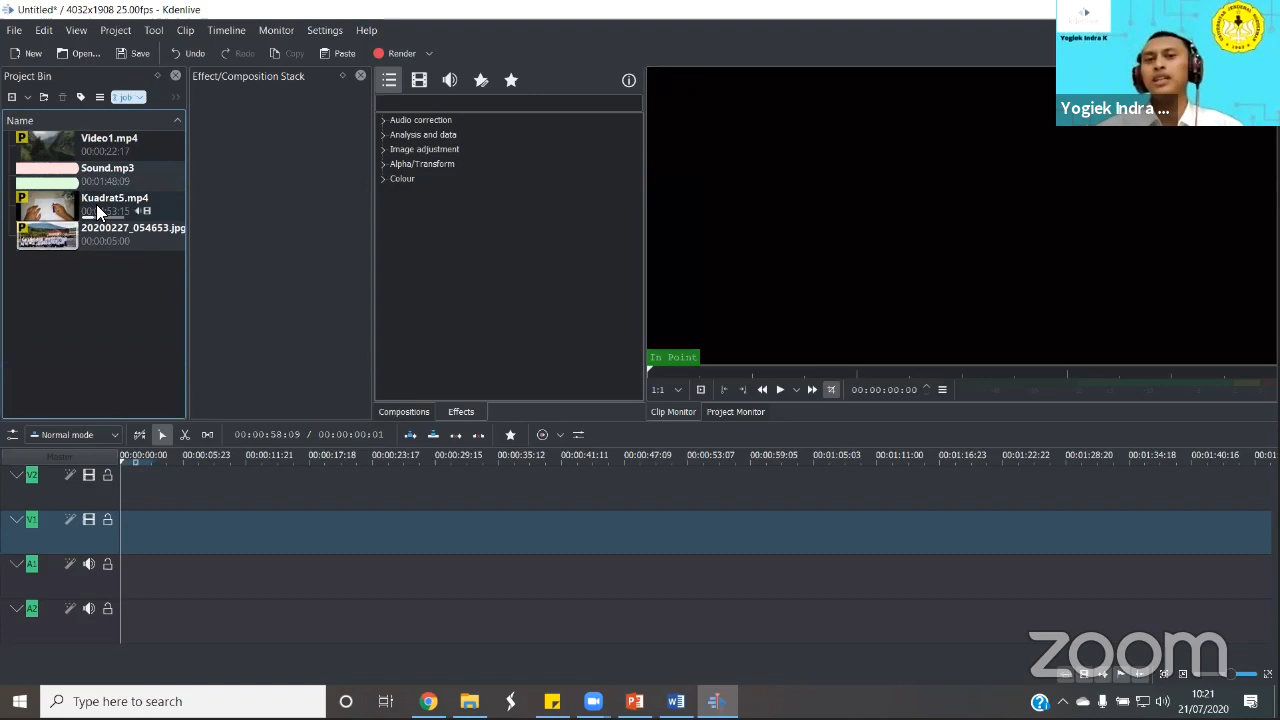 Untitled* / 4032x1908 25.00fps - Kdenlive
File Edit View Project Tool Clip Timeline Monitor Settings Help
New Open... Save Undo Redo Copy Paste Render
Yogiek Indra K
Yogiek Indra ...
Project Bin
Effect/Composition Stack
job
Name
Video1.mp4
00:00:22:17
Sound.mp3
00:01:48:09
Kuadrat5.mp4
53:15
20200227_054653.jpg
00:00:05:00
Audio correction
Analysis and data
Image adjustment
Alpha/Transform
Colour
In Point
1:1
00:00:00:00
Compositions Effects
Clip Monitor Project Monitor
Normal mode
00:00:58:09 / 00:00:00:01
Master
00:00:00:00 00:00:05:23 00:00:11:21 00:00:17:18 00:00:23:17 00:00:29:15 00:00:35:12 00:00:41:11 00:00:47:09 00:00:53:07 00:00:59:05 00:01:05:03 00:01:11:00 00:01:16:23 00:01:22:22 00:01:28:20 00:01:34:18 00:01:40:16 00:01
V2
V1
A1
A2
zoom
Type here to search
10:21
21/07/2020